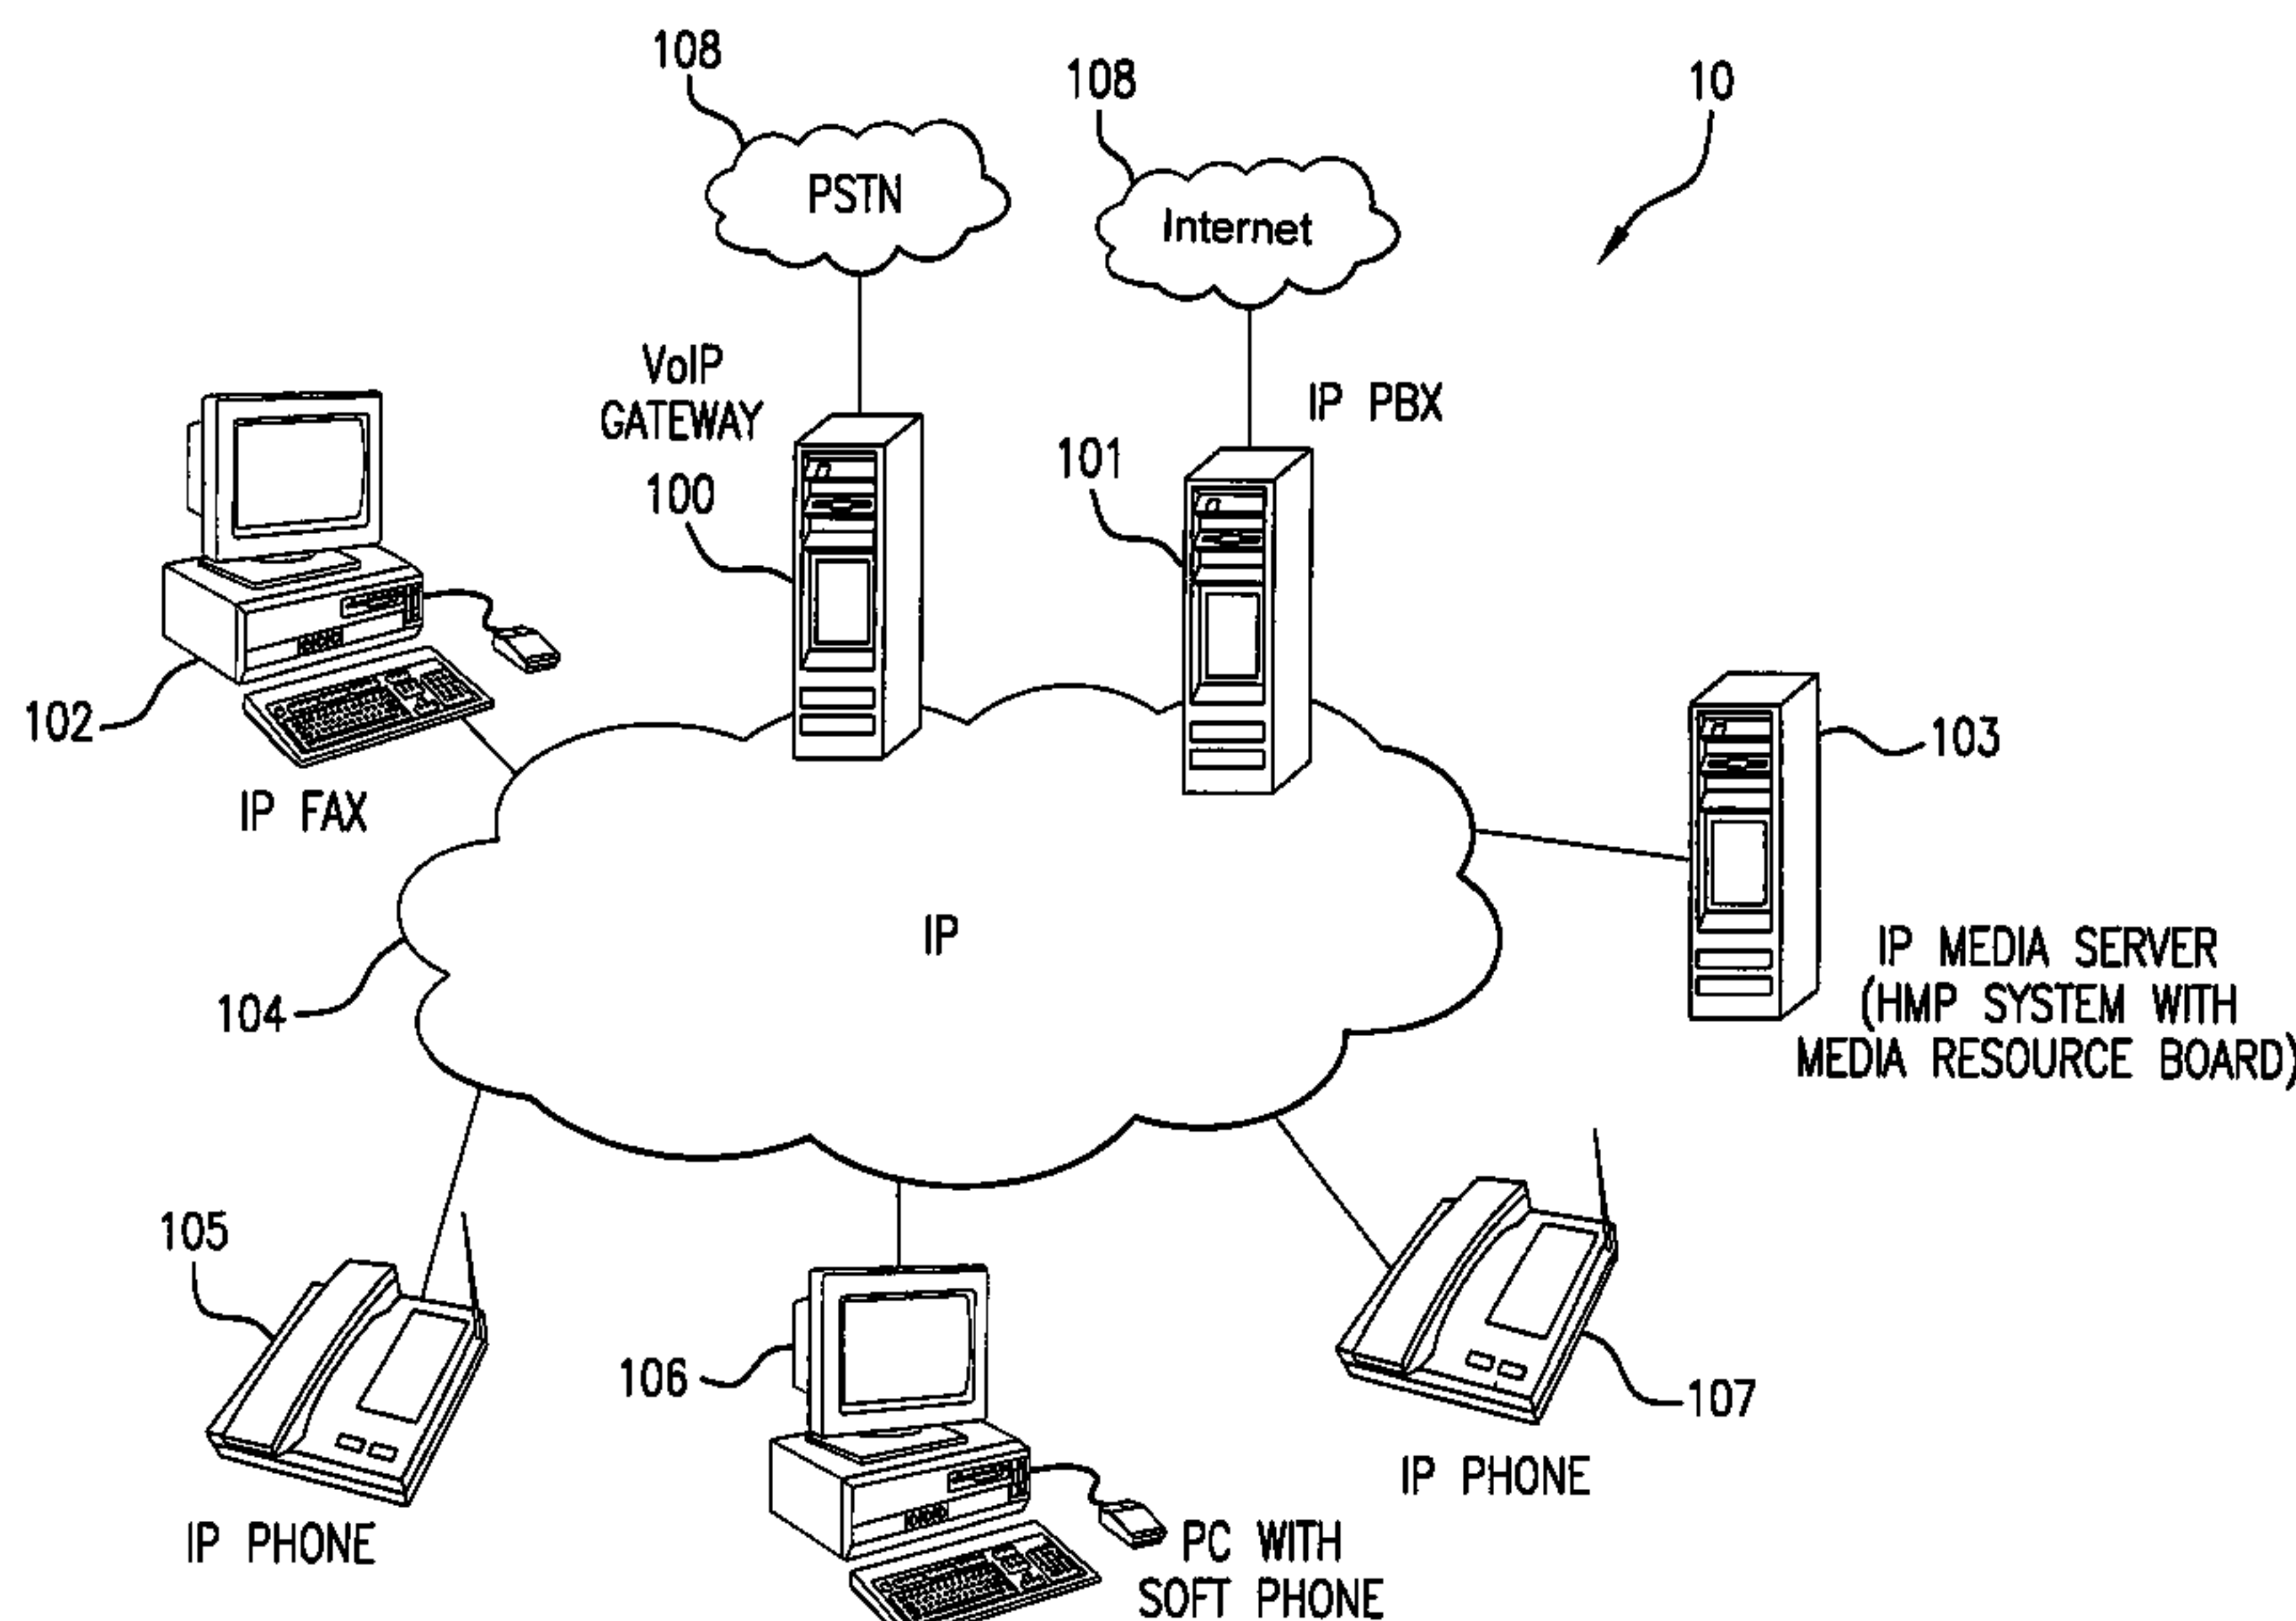 108
108
10
PSTN
Internet
VoIP
GATEWAY
100
IP PBX
101
102
IP FAX
103
IP
IP MEDIA SERVER
(HMP SYSTEM WITH
MEDIA RESOURCE BOARD)
104
105
IP PHONE
106
PC WITH
SOFT PHONE
107
IP PHONE